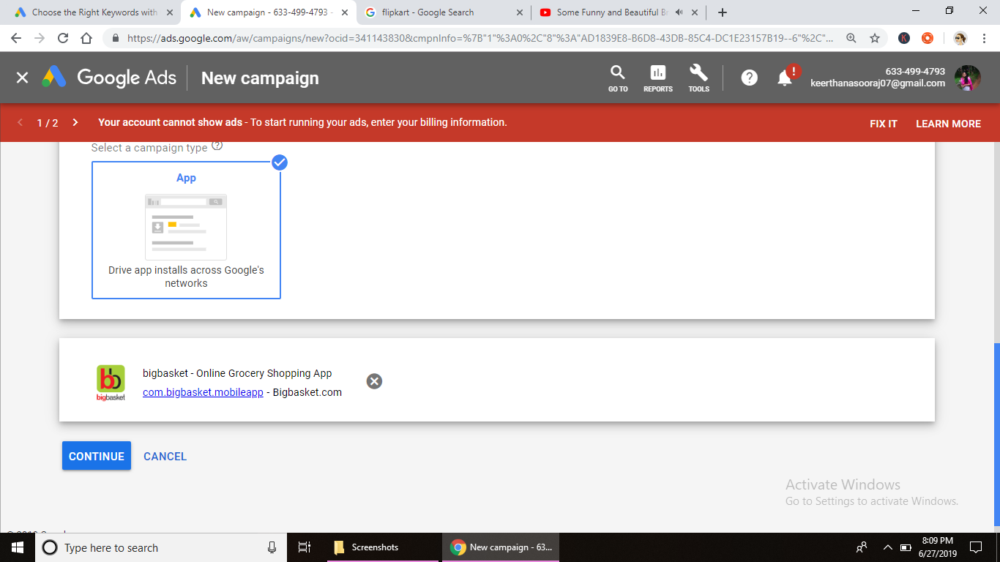 Choose the Right Keywords with
New campaign - 633-499-4793 -
flipkart - Google Search
Some Funny and Beautiful Br
https://ads.google.com/aw/campaigns/new?ocid=341143830&cmpnInfo=%7B"1"%3A0%2C"8"%3A"AD1839E8-B6D8-43DB-85C4-DC1E23157B19--6"%2C"...
K
Google Ads
New campaign
GO TO
REPORTS
TOOLS
?
!
633-499-4793
keerthanasooraj07@gmail.com
1 / 2
Your account cannot show ads - To start running your ads, enter your billing information.
FIX IT
LEARN MORE
Select a campaign type ?
App
Drive app installs across Google's
networks
bb
bigbasket
bigbasket - Online Grocery Shopping App
com.bigbasket.mobileapp - Bigbasket.com
CONTINUE
CANCEL
Activate Windows
Go to Settings to activate Windows.
Type here to search
Screenshots
New campaign - 63...
8:09 PM
6/27/2019